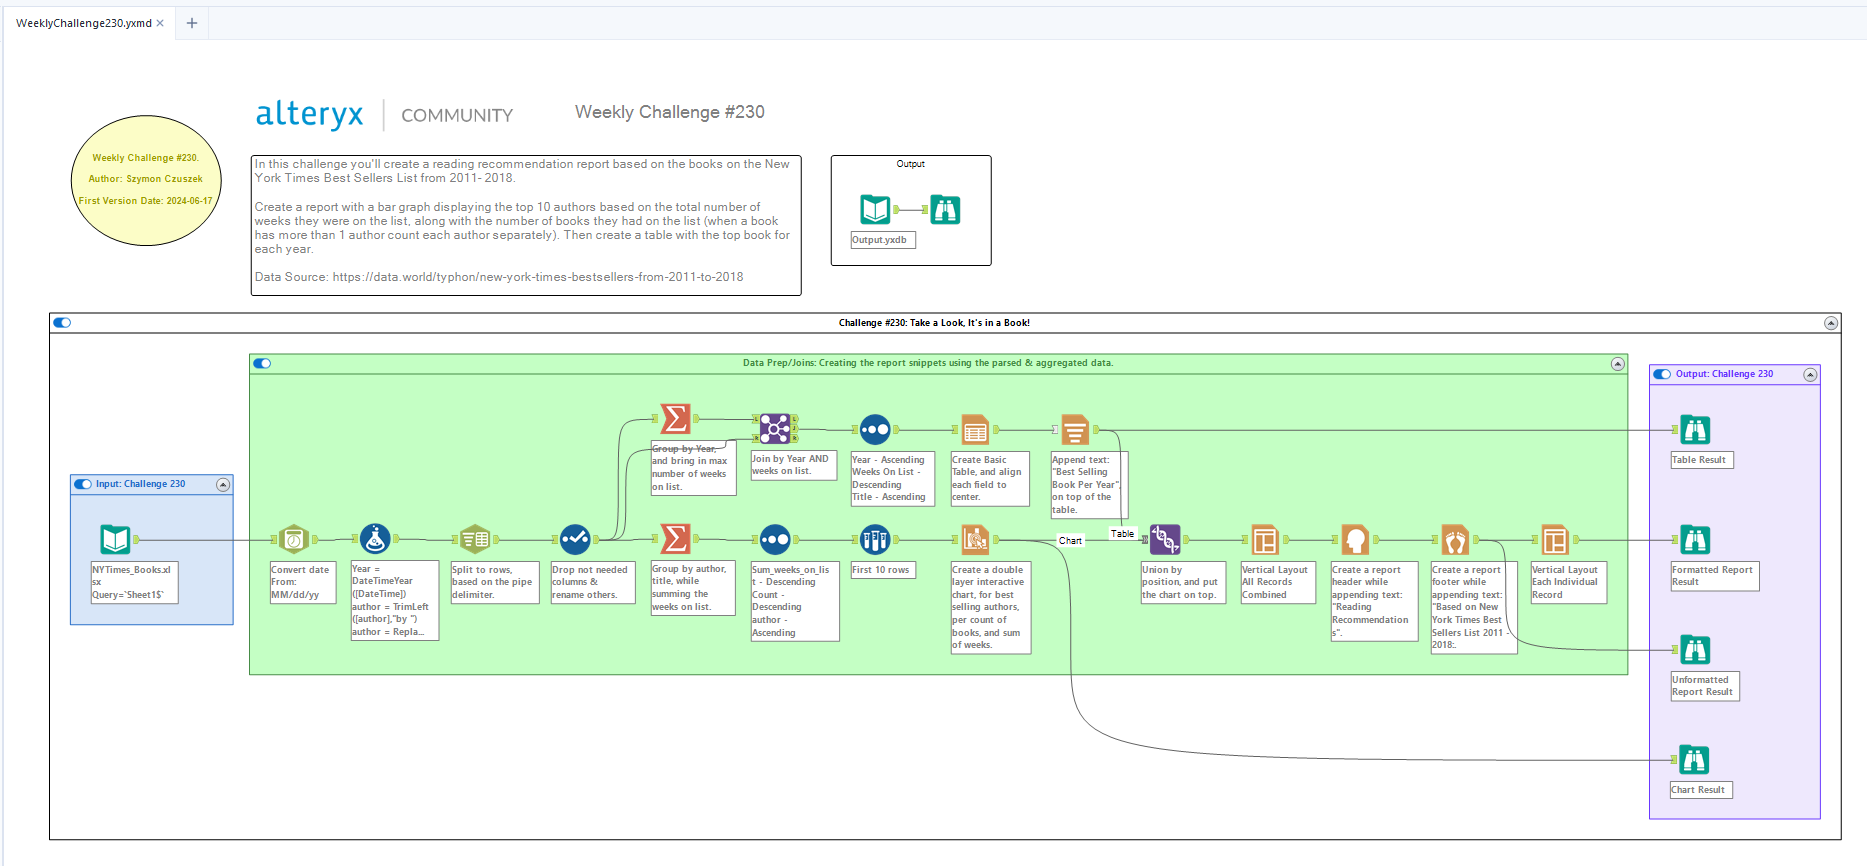 WeeklyChallenge230.yxmd
alteryx
COMMUNITY
Weekly Challenge #230
Weekly Challenge #230.
Author: Szymon Czuszek
First Version Date: 2024-06-17
In this challenge you'll create a reading recommendation report based on the books on the New
York Times Best Sellers List from 2011- 2018.
Create a report with a bar graph displaying the top 10 authors based on the total number of
weeks they were on the list, along with the number of books they had on the list (when a book
has more than 1 author count each author separately). Then create a table with the top book for
each year.
Data Source: https://data.world/typhon/new-york-times-bestsellers-from-2011-to-2018
Output
Output.yxdb
Challenge #230: Take a Look, It's in a Book!
Data Prep/Joins: Creating the report snippets using the parsed & aggregated data.
Output: Challenge 230
Input: Challenge 230
Group by Year,
and bring in max
number of weeks
on list.
Join by Year AND
weeks on list.
Year - Ascending
Weeks On List -
Descending
Title - Ascending
Create Basic
Table, and align
each field to
center.
Append text:
"Best Selling
Book Per Year",
on top of the
table.
Table Result
NYTimes_Books.xl
sx
Query=`Sheet1$`
Convert date
From:
MM/dd/yy
Year =
DateTimeYear
([DateTime])
author = TrimLeft
([author],"by ")
author = Repla...
Split to rows,
based on the pipe
delimiter.
Drop not needed
columns &
rename others.
Group by author,
title, while
summing the
weeks on list.
Sum_weeks_on_lis
t - Descending
Count -
Descending
author -
Ascending
First 10 rows
Create a double
layer interactive
chart, for best
selling authors,
per count of
books, and sum
of weeks.
Chart
Table
Union by
position, and put
the chart on top.
Vertical Layout
All Records
Combined
Create a report
header while
appending text:
"Reading
Recommendation
s".
Create a report
footer while
appending text:
"Based on New
York Times Best
Sellers List 2011 -
2018:.
Vertical Layout
Each Individual
Record
Formatted Report
Result
Unformatted
Report Result
Chart Result